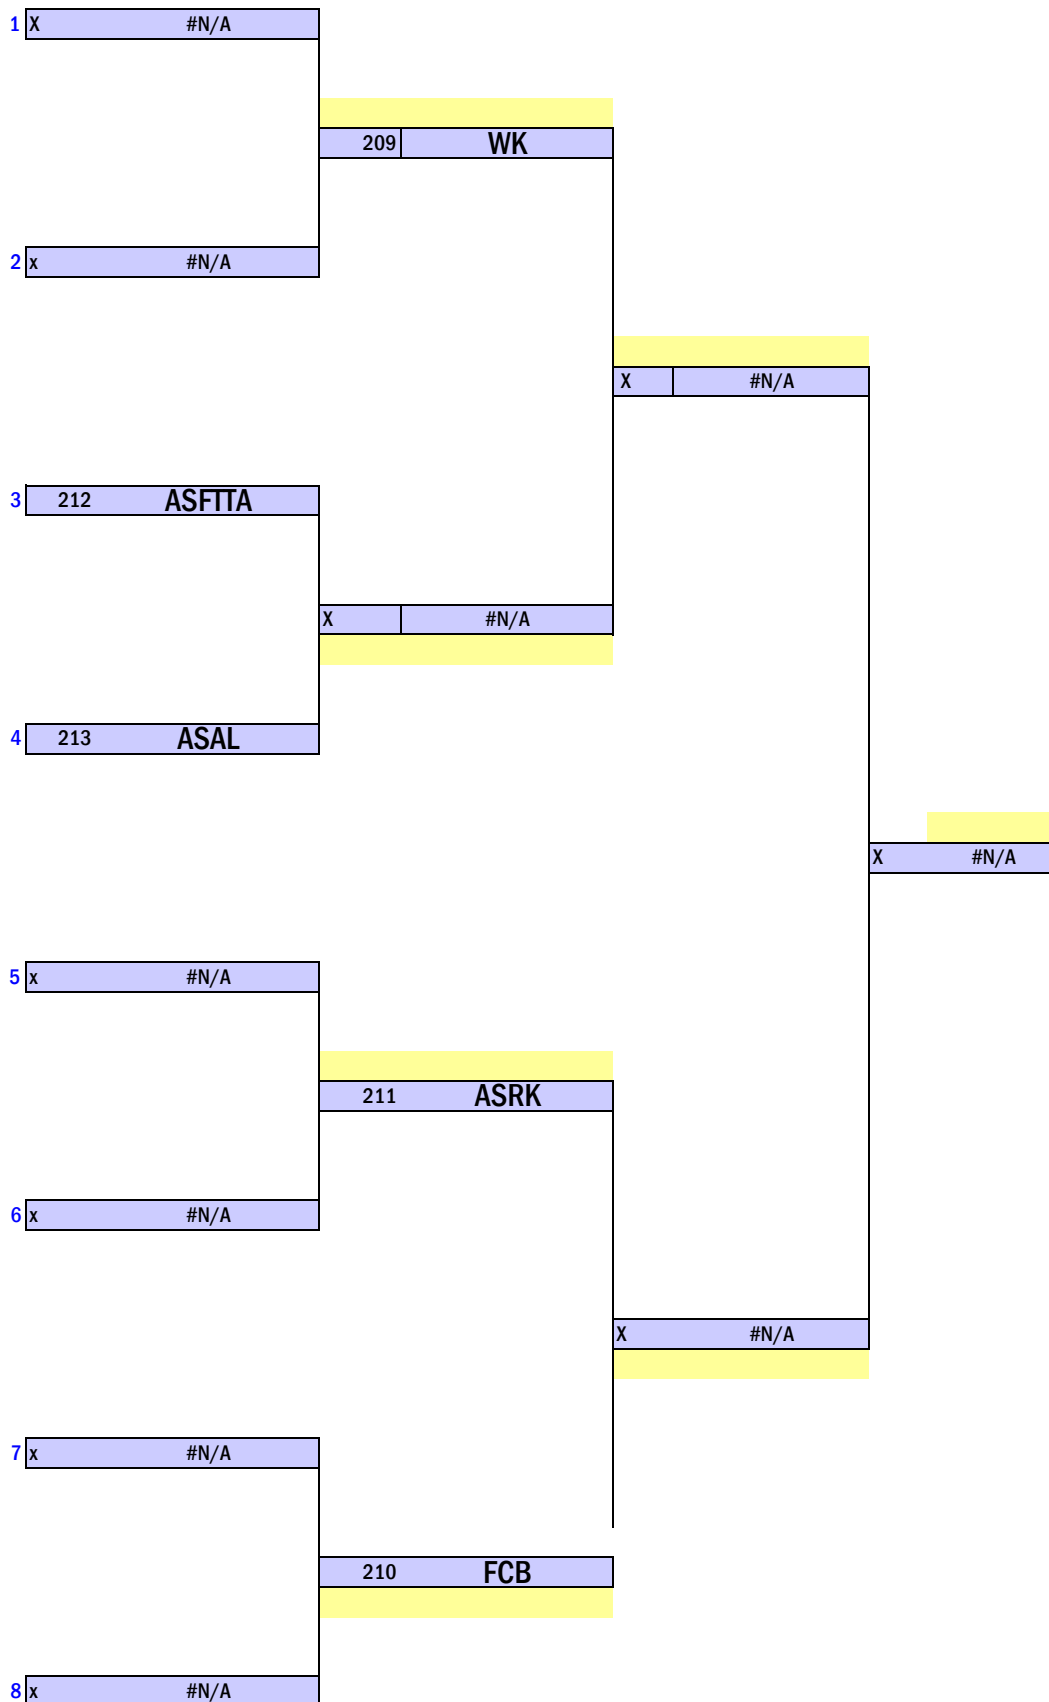 1 X #N/A
209 WK
2 x #N/A
X #N/A
3 212 ASFTTA
X #N/A
4 213 ASAL
X #N/A
5 x #N/A
211 ASRK
6 x #N/A
X #N/A
7 x #N/A
210 FCB
8 x #N/A